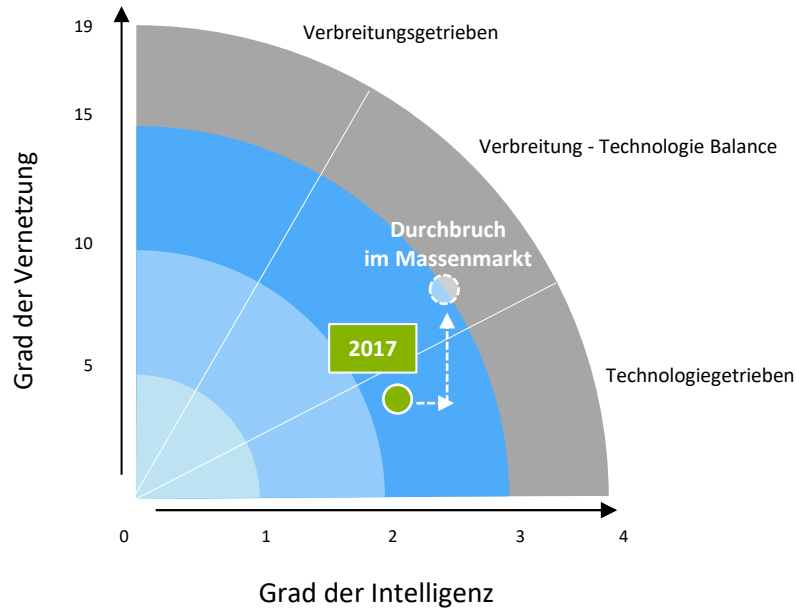 19
Verbreitungsgetrieben
15
Verbreitung - Technologie Balance
Grad der Vernetzung
10
Durchbruch
im Massenmarkt
2017
5
Technologiegetrieben
0
1
2
3
4
Grad der Intelligenz